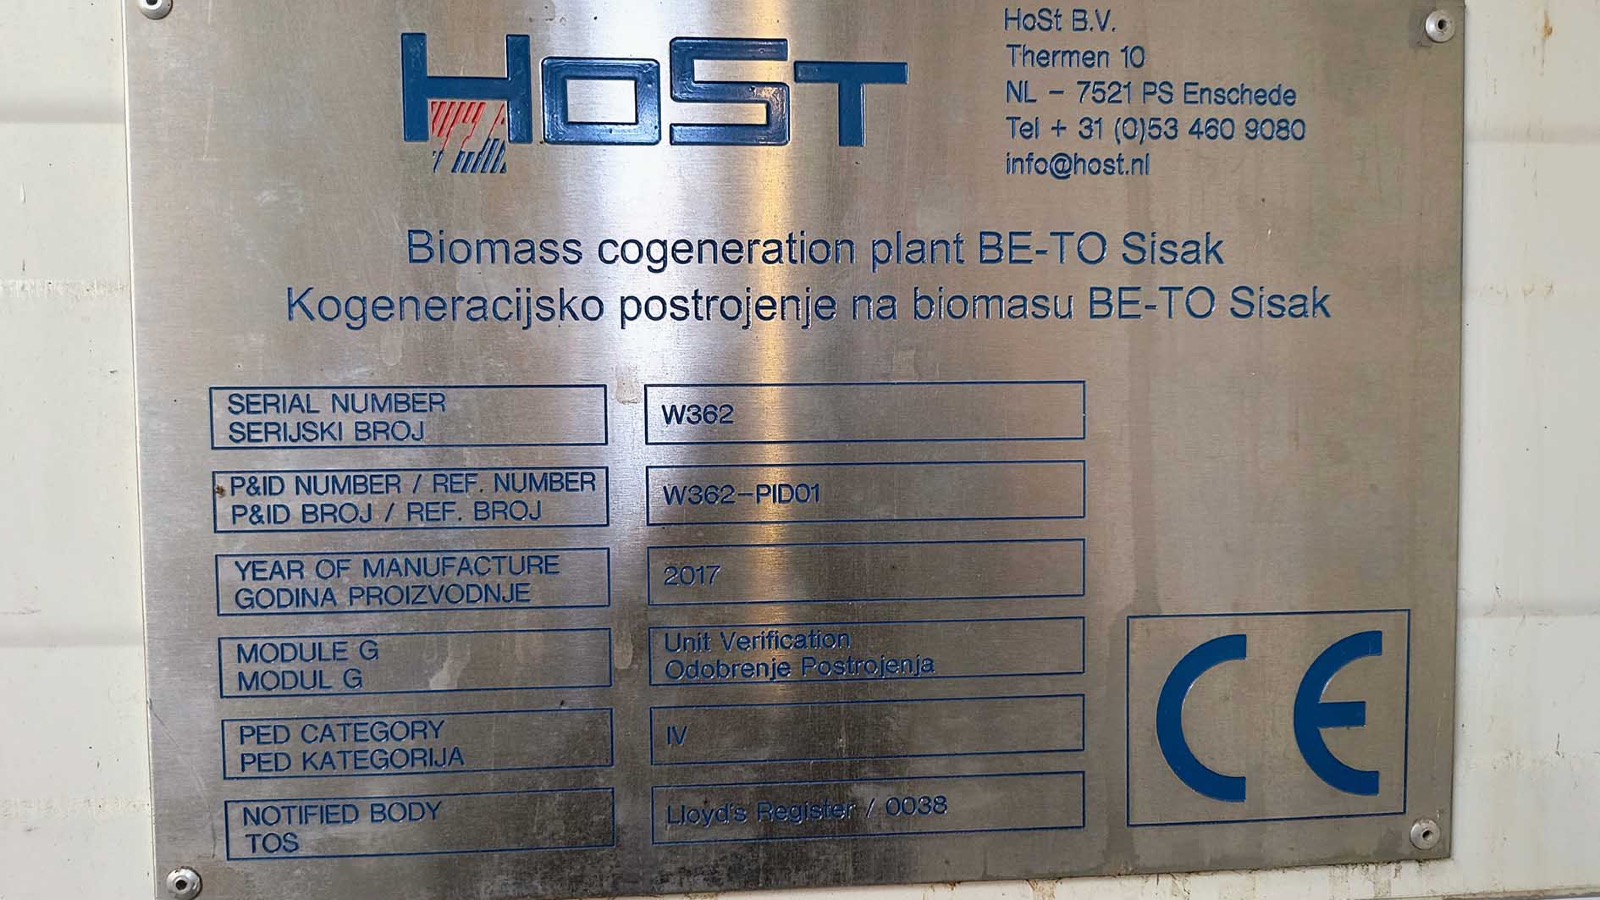 HoSt
HoSt B.V.
Thermen 10
NL - 7521 PS Enschede
Tel + 31 (0)53 460 9080
info@host.nl
Biomass cogeneration plant BE-TO Sisak
Kogeneracijsko postrojenje na biomasu BE-TO Sisak
SERIAL NUMBER
SERIJSKI BROJ
W362
P&ID NUMBER / REF. NUMBER
P&ID BROJ / REF. BROJ
W362-PID01
YEAR OF MANUFACTURE
GODINA PROIZVODNJE
2017
MODULE G
MODUL G
Unit Verification
Odobrenje Postrojenja
PED CATEGORY
PED KATEGORIJA
IV
NOTIFIED BODY
TOS
Lloyd's Register / 0038
CE